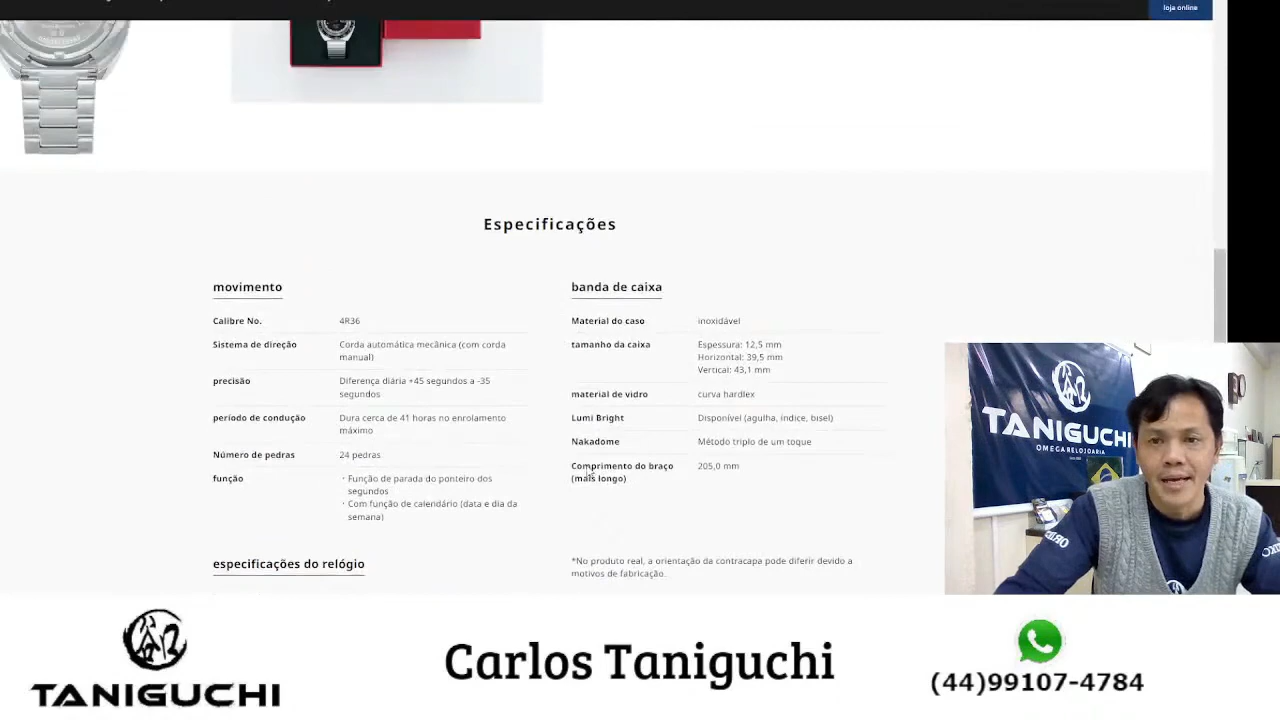 loja online
Especificações
movimento
Calibre No. 4R36
Sistema de direção Corda automática mecânica (com corda
manual)
precisão Diferença diária +45 segundos a -35
segundos
período de condução Dura cerca de 41 horas no enrolamento
máximo
Número de pedras 24 pedras
função ・Função de parada do ponteiro dos
segundos
・Com função de calendário (data e dia da
semana)
especificações do relógio
banda de caixa
Material do caso inoxidável
tamanho da caixa Espessura: 12,5 mm
Horizontal: 39,5 mm
Vertical: 43,1 mm
material de vidro curva hardlex
Lumi Bright Disponível (agulha, índice, bisel)
Nakadome Método triplo de um toque
Comprimento do braço 205,0 mm
(mais longo)
*No produto real, a orientação da contracapa pode diferir devido a
motivos de fabricação.
TANIGUCHI
OMEGA RELOJOARIA
TANIGUCHI
Carlos Taniguchi
(44)99107-4784